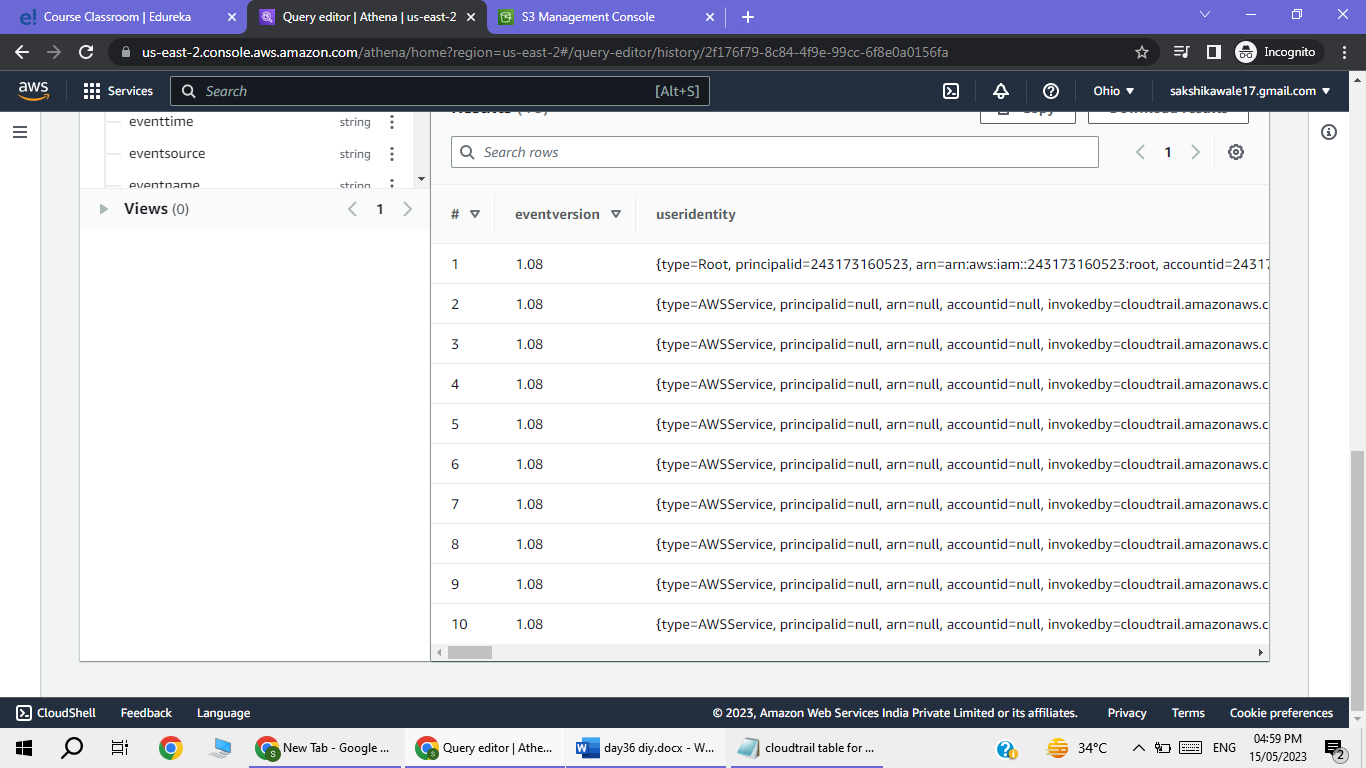 e! Course Classroom | Edureka
Query editor | Athena | us-east-2
S3 Management Console
us-east-2.console.aws.amazon.com/athena/home?region=us-east-2#/query-editor/history/2f176f79-8c84-4f9e-99cc-6f8e0a0156fa
Incognito
aws Services Search [Alt+S] Ohio sakshikawale17.gmail.com
eventtime string
eventsource string
eventname string
Views (0) 1
Search rows 1
# eventversion useridentity
1 1.08 {type=Root, principalid=243173160523, arn=arn:aws:iam::243173160523:root, accountid=24317
2 1.08 {type=AWSService, principalid=null, arn=null, accountid=null, invokedby=cloudtrail.amazonaws.c
3 1.08 {type=AWSService, principalid=null, arn=null, accountid=null, invokedby=cloudtrail.amazonaws.c
4 1.08 {type=AWSService, principalid=null, arn=null, accountid=null, invokedby=cloudtrail.amazonaws.c
5 1.08 {type=AWSService, principalid=null, arn=null, accountid=null, invokedby=cloudtrail.amazonaws.c
6 1.08 {type=AWSService, principalid=null, arn=null, accountid=null, invokedby=cloudtrail.amazonaws.c
7 1.08 {type=AWSService, principalid=null, arn=null, accountid=null, invokedby=cloudtrail.amazonaws.c
8 1.08 {type=AWSService, principalid=null, arn=null, accountid=null, invokedby=cloudtrail.amazonaws.c
9 1.08 {type=AWSService, principalid=null, arn=null, accountid=null, invokedby=cloudtrail.amazonaws.c
10 1.08 {type=AWSService, principalid=null, arn=null, accountid=null, invokedby=cloudtrail.amazonaws.c
CloudShell Feedback Language © 2023, Amazon Web Services India Private Limited or its affiliates. Privacy Terms Cookie preferences
New Tab - Google ... Query editor | Athe... day36 diy.docx - W... cloudtrail table for ... 34°C ENG 04:59 PM
15/05/2023
2